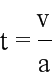 t = v/a